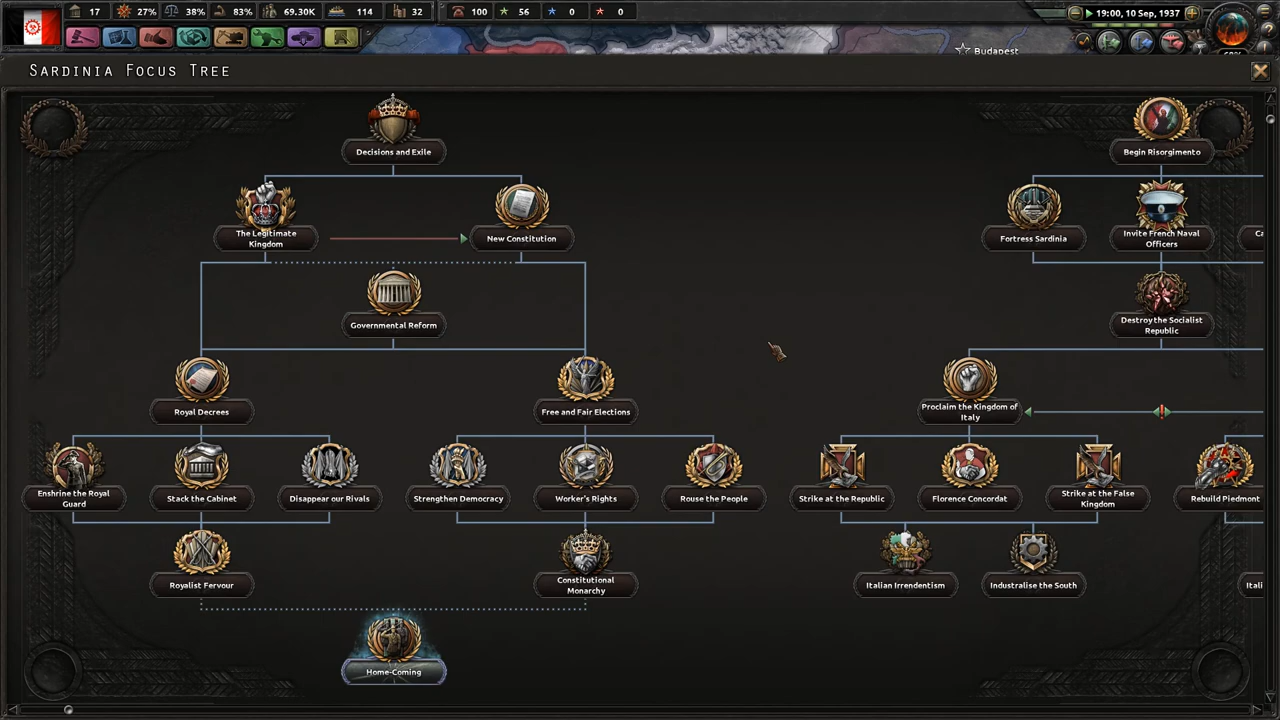 17 27% 38% 83% 69,30K 114 32 100 56 0 0 19:00, 10 Sep, 1937
Budapest
Sardinia Focus Tree
Decisions and Exile
Begin Risorgimento
The Legitimate
Kingdom
New Constitution
Fortress Sardinia
Invite French Naval
Officers
Governmental Reform
Destroy the Socialist
Republic
Royal Decrees
Free and Fair Elections
Proclaim the Kingdom of
Italy
Enshrine the Royal
Guard
Stack the Cabinet
Disappear our Rivals
Strengthen Democracy
Worker's Rights
Rouse the People
Strike at the Republic
Florence Concordat
Strike at the False
Kingdom
Rebuild Piedmont
Royalist Fervour
Constitutional
Monarchy
Italian Irrendentism
Industralise the South
Home-Coming